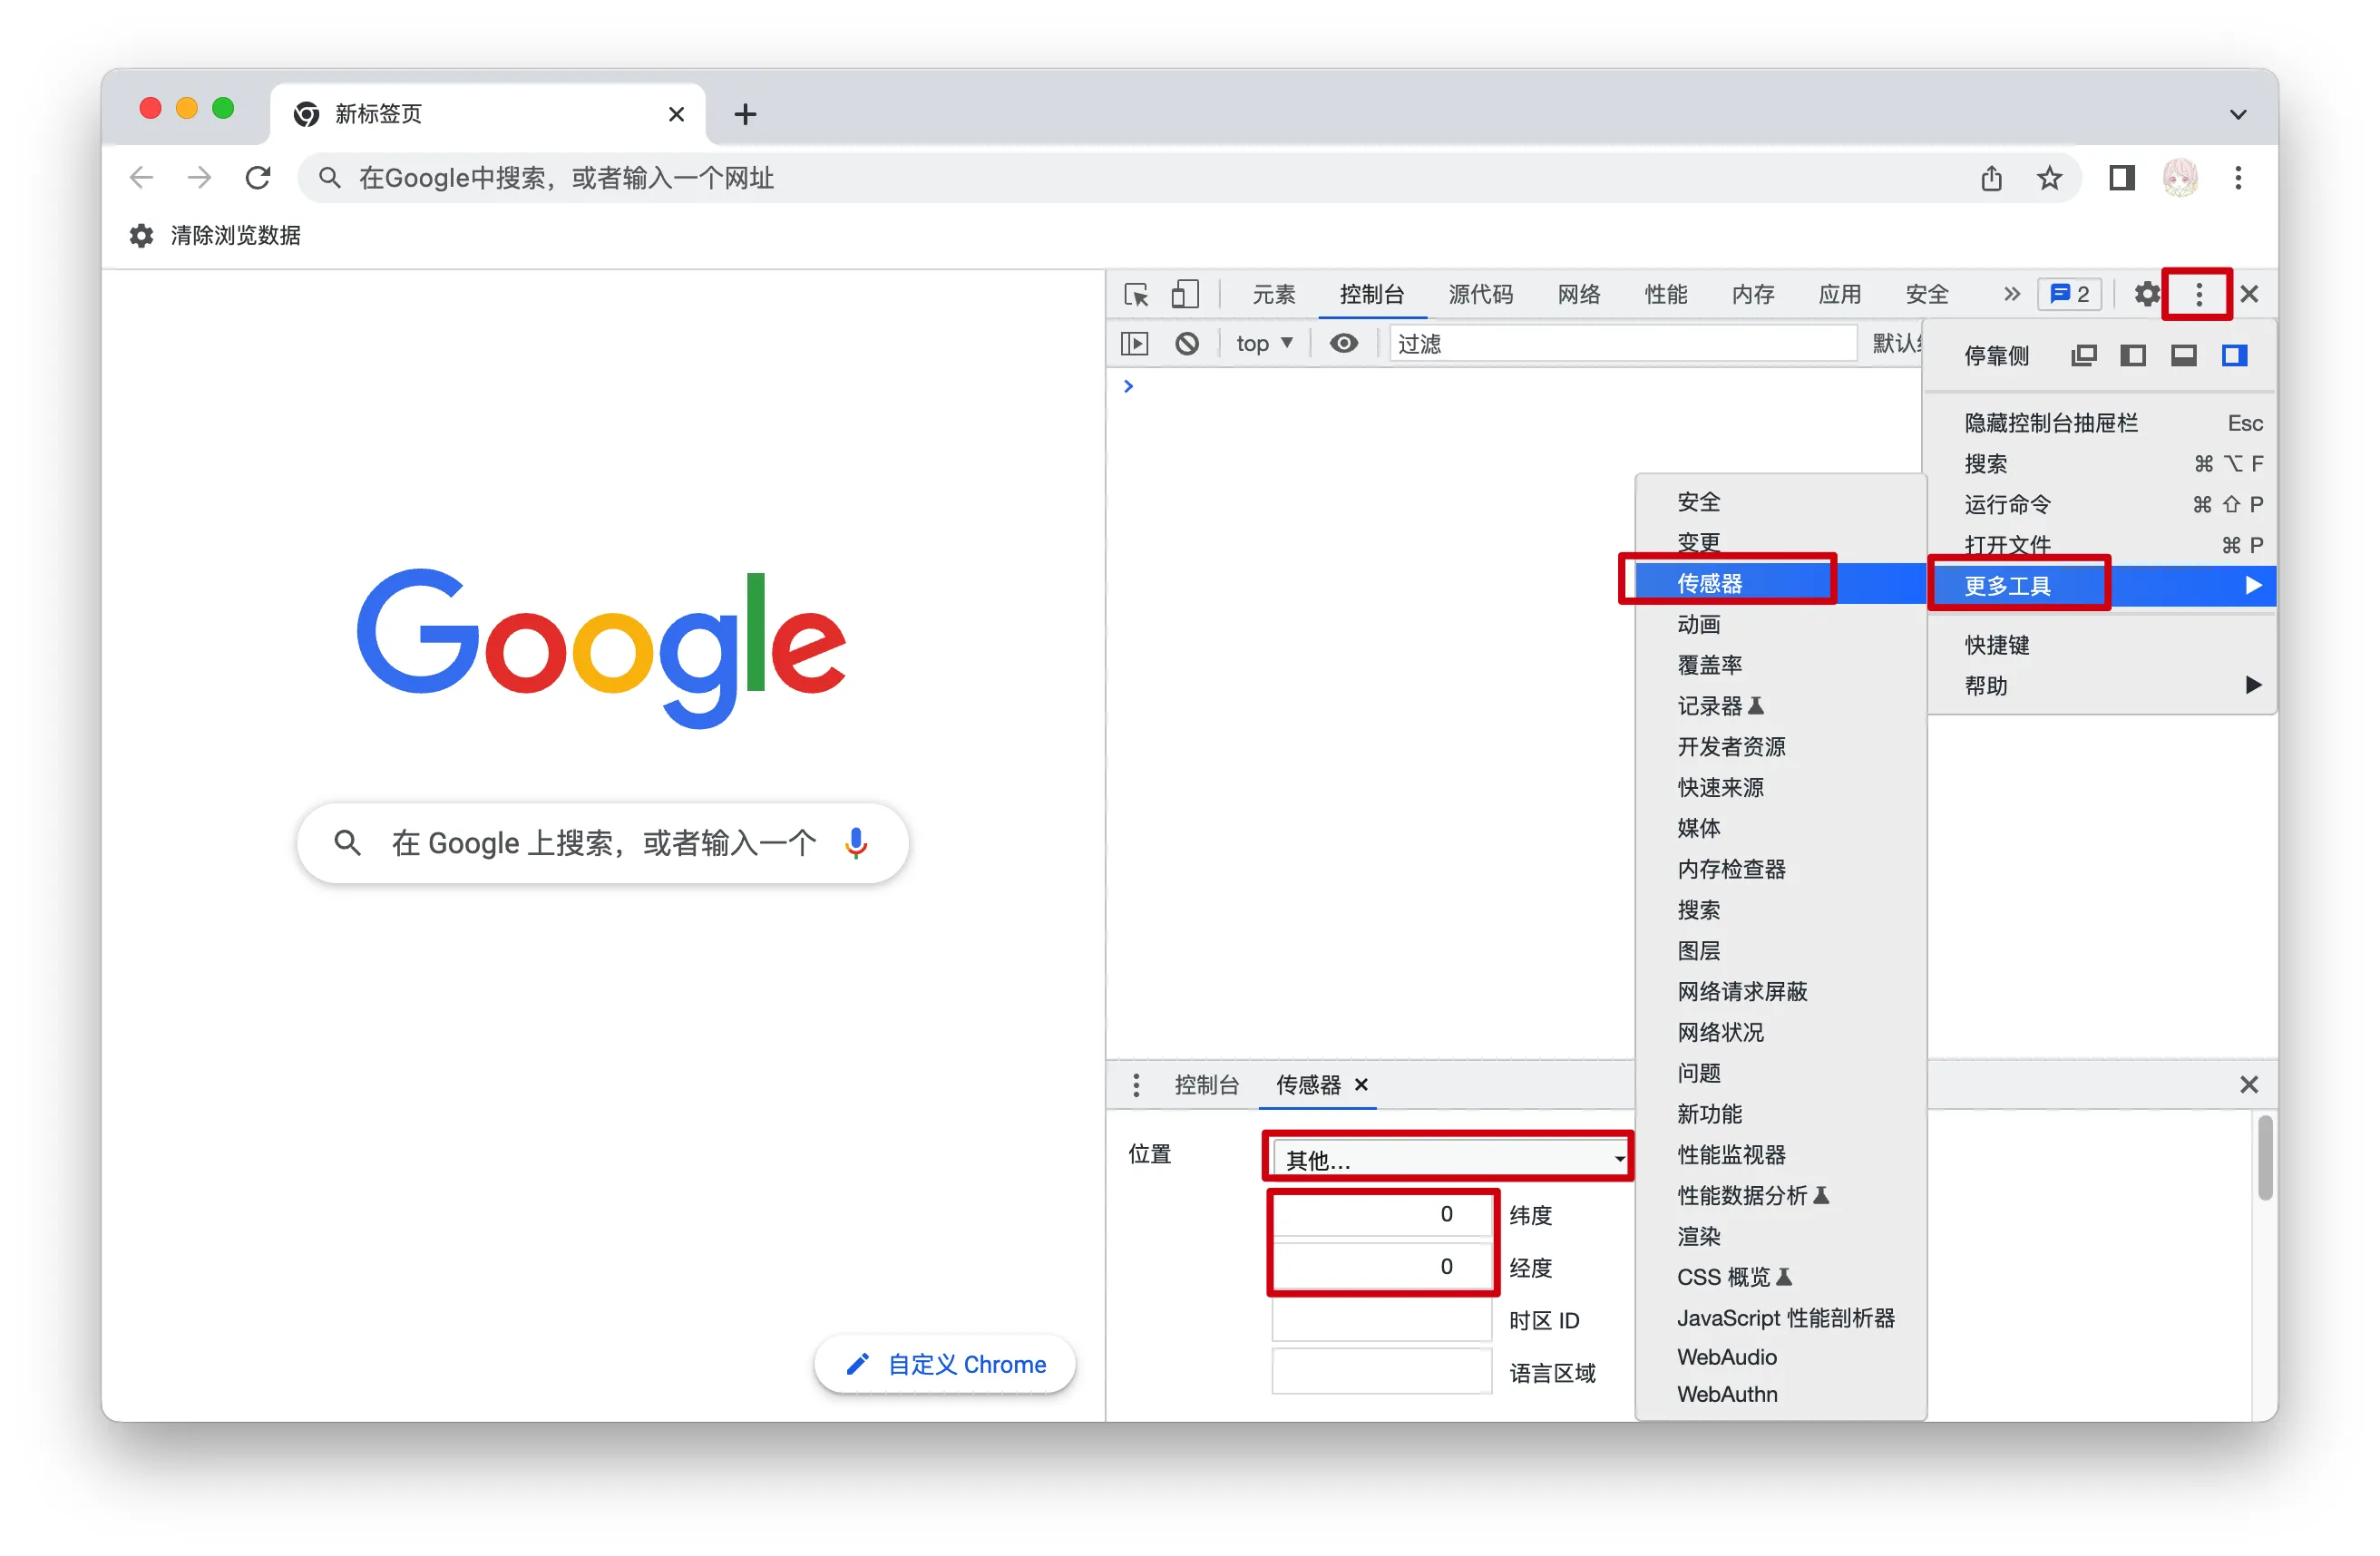 新标签页
在Google中搜索，或者输入一个网址
清除浏览数据
Google
在 Google 上搜索，或者输入一个
自定义 Chrome
元素 控制台 源代码 网络 性能 内存 应用 安全 » 2
top 过滤 默认
停靠侧
隐藏控制台抽屉栏 Esc
搜索 ⌘ ⌥ F
运行命令 ⌘ ⇧ P
打开文件 ⌘ P
更多工具
快捷键
帮助
安全
变更
传感器
动画
覆盖率
记录器
开发者资源
快速来源
媒体
内存检查器
搜索
图层
网络请求屏蔽
网络状况
问题
新功能
性能监视器
性能数据分析
渲染
CSS 概览
JavaScript 性能剖析器
WebAudio
WebAuthn
控制台 传感器
位置 其他...
0 纬度
0 经度
时区 ID
语言区域